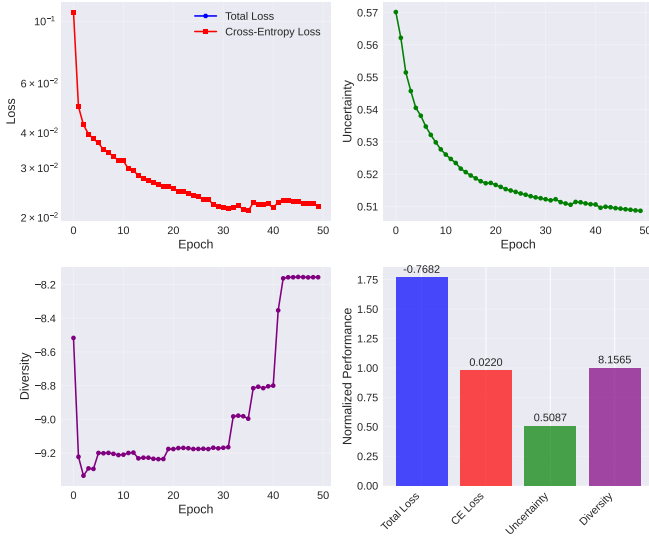 Total Loss
Cross-Entropy Loss
10⁻¹
6 × 10⁻²
4 × 10⁻²
3 × 10⁻²
2 × 10⁻²
Loss
0 10 20 30 40 50
Epoch
0.57
0.56
0.55
0.54
0.53
0.52
0.51
Uncertainty
0 10 20 30 40 50
Epoch
−8.2
−8.4
−8.6
−8.8
−9.0
−9.2
Diversity
0 10 20 30 40 50
Epoch
1.75
1.50
1.25
1.00
0.75
0.50
0.25
0.00
Normalized Performance
-0.7682
0.0220
0.5087
8.1565
Total Loss
CE Loss
Uncertainty
Diversity